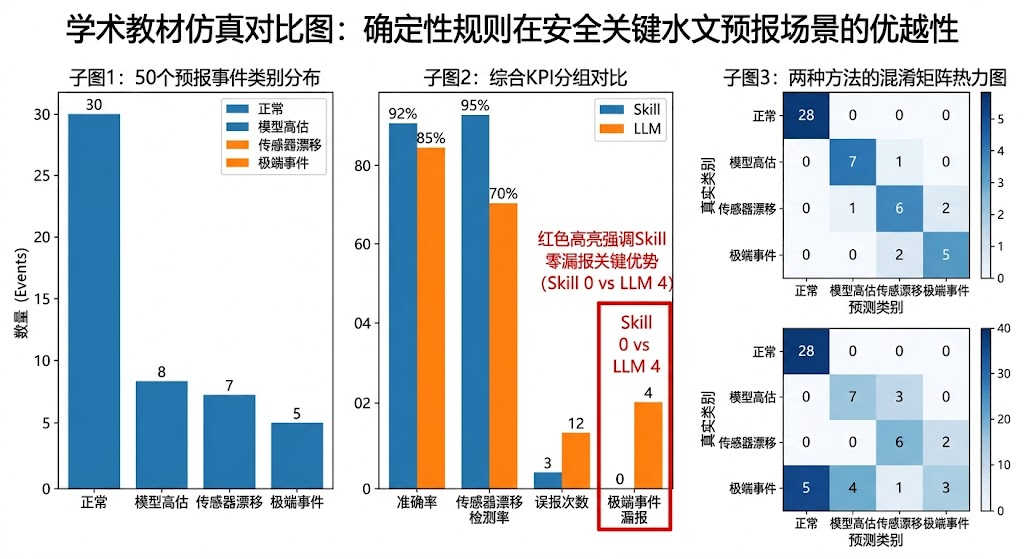 学术教材仿真对比图：确定性规则在安全关键水文预报场景的优越性
子图1：50个预报事件类别分布
30
正常
模型高估
传感器漂移
极端事件
30
25
20
15
10
5
0
数量 (Events)
8
7
5
正常
模型高估
传感器漂移
极端事件
子图2：综合KPI分组对比
92%
85%
95%
70%
Skill
LLM
80
60
04
02
0
红色高亮强调Skill
零漏报关键优势
（Skill 0 vs LLM 4）
Skill
0 vs
LLM 4
3
12
0
4
准确率
传感器漂移
检测率
误报次数
极端事件
漏报
子图3：两种方法的混淆矩阵热力图
正常
28
0
0
0
模型高估
0
7
1
0
传感器漂移
0
1
6
2
极端事件
0
0
2
5
真实类别
正常
模型高估
传感漂移
极端事件
预测类别
5
5
4
3
2
1
0
正常
28
0
0
0
模型高估
0
7
3
0
传感器漂移
0
0
6
2
极端事件
5
4
1
3
真实类别
正常
模型高估
传感漂移
极端事件
预测类别
40
30
20
10
0